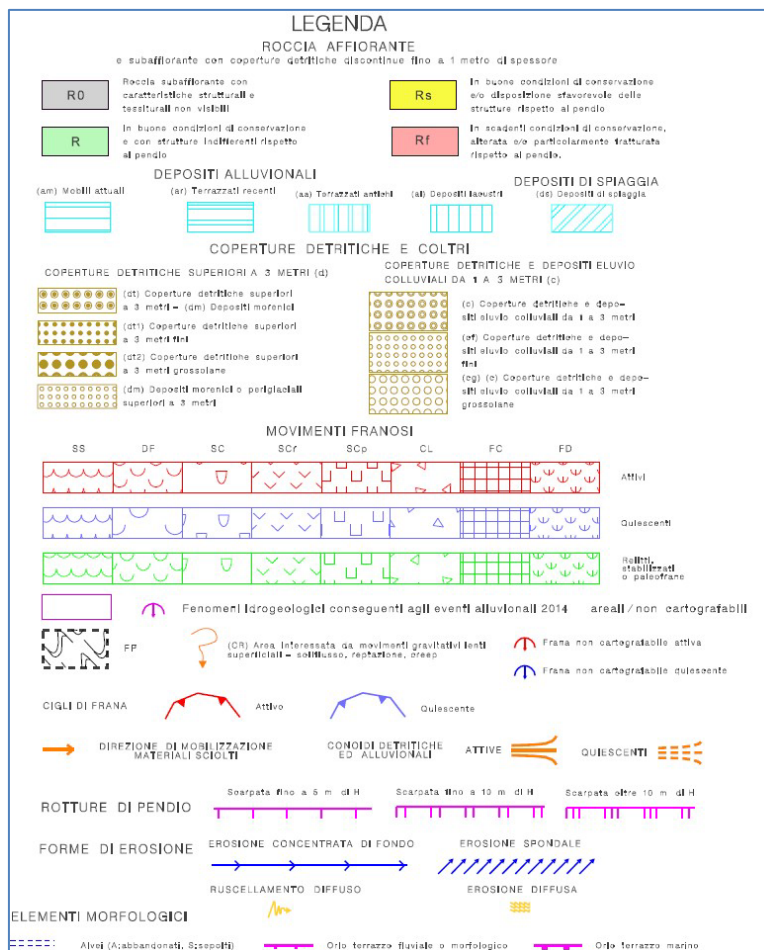 LEGENDA
ROCCIA AFFIORANTE
e subaffiorante con coperture detritiche discontinue fino a 1 metro di spessore
R0
Roccia subaffiorante con
caratteristiche strutturali e
tessiturali non visibili
Rs
In buone condizioni di conservazione
e/o disposizione sfavorevole delle
strutture rispetto al pendio
R
In buone condizioni di conservazione
e con strutture indifferenti rispetto
al pendio
Rf
In scadenti condizioni di conservazione,
alterata e/o particolarmente fratturata
rispetto al pendio.
DEPOSITI ALLUVIONALI
DEPOSITI DI SPIAGGIA
(am) Mobili attuali
(ar) Terrazzati recenti
(aa) Terrazzati antichi
(al) Depositi lacustri
(ds) Depositi di spiaggia
COPERTURE DETRITICHE E COLTRI
COPERTURE DETRITICHE SUPERIORI A 3 METRI (d)
(dt) Coperture detritiche superiori
a 3 metri - (dm) Depositi morenici
(dt1) Coperture detritiche superiori
a 3 metri fini
(dt2) Coperture detritiche superiori
a 3 metri grossolane
(dm) Depositi morenici o periglaciali
superiori a 3 metri
COPERTURE DETRITICHE E DEPOSITI ELUVIO
COLLUVIALI DA 1 A 3 METRI (c)
(c) Coperture detritiche e depo-
siti eluvio colluviali da 1 a 3 metri
(cf) Coperture detritiche e depo-
siti eluvio colluviali da 1 a 3 metri
fini
(cg) (c) Coperture detritiche e depo-
siti eluvio colluviali da 1 a 3 metri
grossolane
MOVIMENTI FRANOSI
SS DF SC SCr SCp CL FC FD
Attivi
Quiescenti
Relitti,
stabilizzati
o paleofrane
Fenomeni idrogeologici conseguenti agli eventi alluvionali 2014 areali / non cartografabili
FP
(CR) Area interessata da movimenti gravitativi lenti
superficiali - soliflusso, reptazione, creep
Frana non cartografabile attiva
Frana non cartografabile quiescente
CIGLI DI FRANA
Attivo
Quiescente
DIREZIONE DI MOBILIZZAZIONE
MATERIALI SCIOLTI
CONOIDI DETRITICHE
ED ALLUVIONALI
ATTIVE
QUIESCENTI
ROTTURE DI PENDIO
Scarpata fino a 5 m di H
Scarpata fino a 10 m di H
Scarpata oltre 10 m di H
FORME DI EROSIONE
EROSIONE CONCENTRATA DI FONDO
EROSIONE SPONDALE
RUSCELLAMENTO DIFFUSO
EROSIONE DIFFUSA
ELEMENTI MORFOLOGICI
Alvei (A;abbandonati, S;sepolti)
Orlo terrazzo fluviale o morfologico
Orlo terrazzo marino